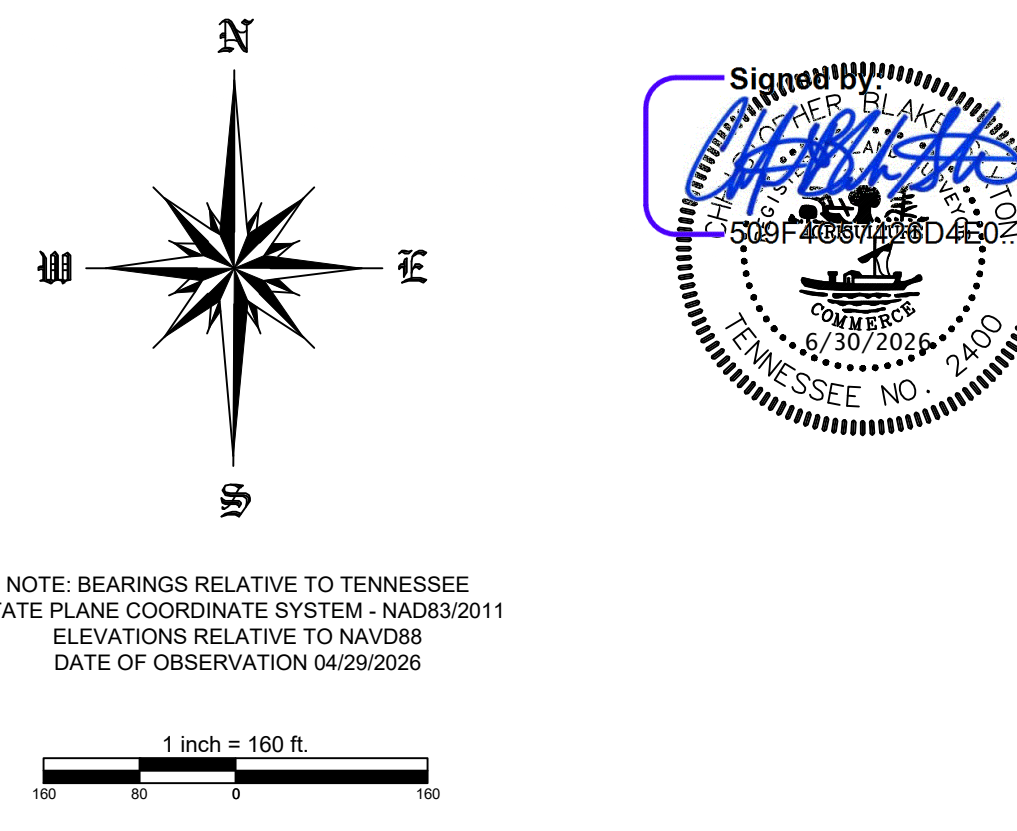 N
W
E
S
NOTE: BEARINGS RELATIVE TO TENNESSEE
TATE PLANE COORDINATE SYSTEM - NAD83/2011
ELEVATIONS RELATIVE TO NAVD88
DATE OF OBSERVATION 04/29/2026
1 inch = 160 ft.
160 80 0 160
Signed by:
BLAKE
AGRICULTURE
COMMERCE
6/30/2026
TENNESSEE NO. 2400